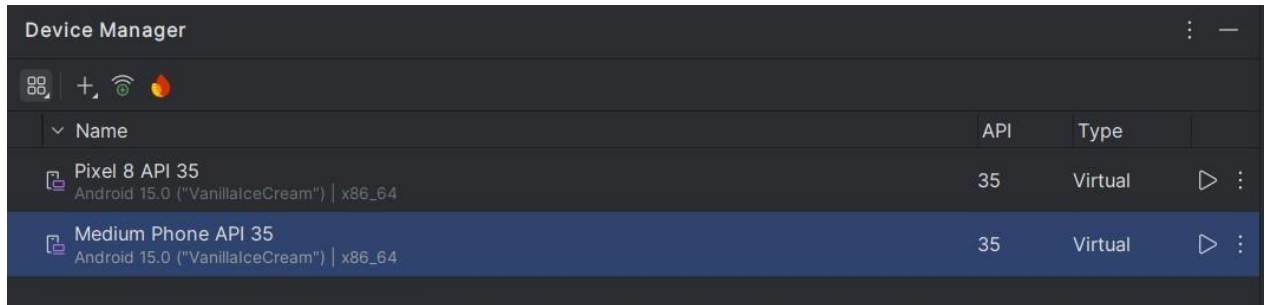 Device Manager
Name API Type
Pixel 8 API 35
Android 15.0 ("VanillaIceCream") | x86_64
35 Virtual
Medium Phone API 35
Android 15.0 ("VanillaIceCream") | x86_64
35 Virtual